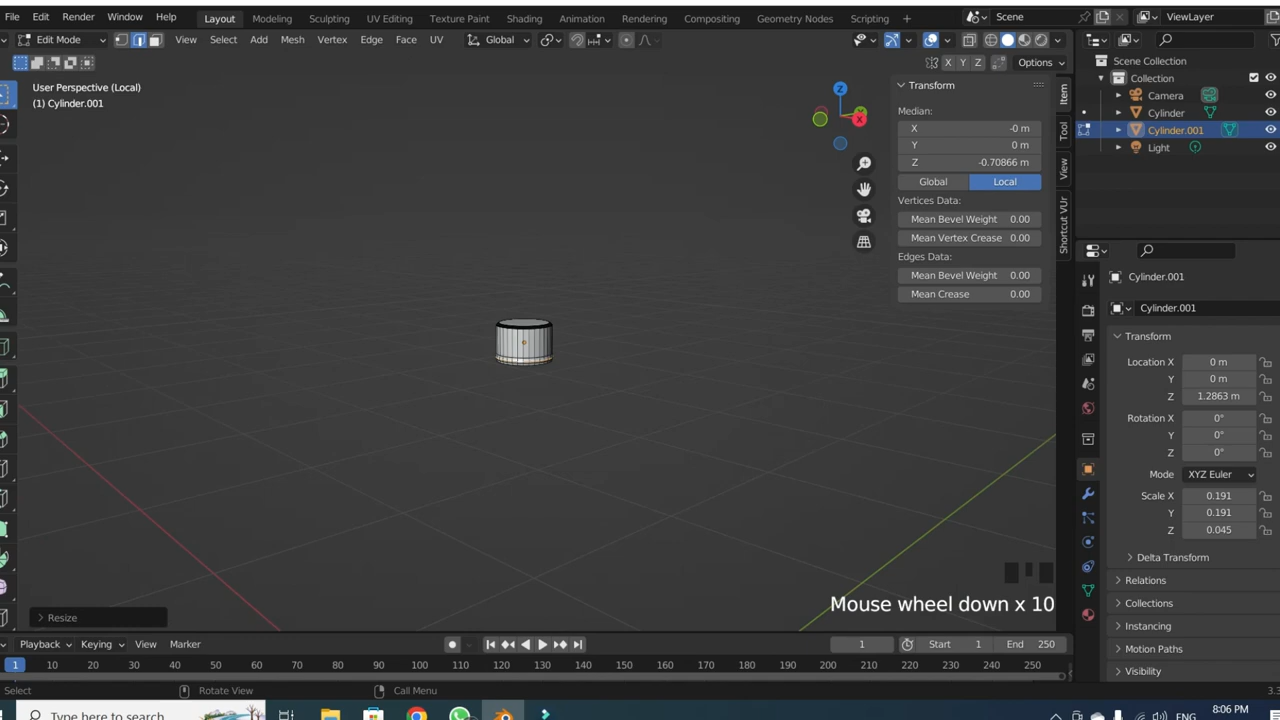 File Edit Render Window Help Layout Modeling Sculpting UV Editing Texture Paint Shading Animation Rendering Compositing Geometry Nodes Scripting + Scene ViewLayer
Edit Mode View Select Add Mesh Vertex Edge Face UV Global
X Y Z Options
User Perspective (Local)
(1) Cylinder.001
Z
X
Transform
Median:
X -0 m
Y 0 m
Z -0.70866 m
Global Local
Vertices Data:
Mean Bevel Weight 0.00
Mean Vertex Crease 0.00
Edges Data:
Mean Bevel Weight 0.00
Mean Crease 0.00
Item
Tool
View
Shortcut VUr
Scene Collection
Collection
Camera
Cylinder
Cylinder.001
Light
Cylinder.001
Cylinder.001
Transform
Location X 0 m
Y 0 m
Z 1.2863 m
Rotation X 0°
Y 0°
Z 0°
Mode XYZ Euler
Scale X 0.191
Y 0.191
Z 0.045
Delta Transform
Relations
Collections
Instancing
Motion Paths
Visibility
Mouse wheel down x 10
Resize
Playback Keying View Marker 1 Start 1 End 250
1 10 20 30 40 50 60 70 80 90 100 110 120 130 140 150 160 170 180 190 200 210 220 230 240 250
Select Rotate View Call Menu 3.3
Type here to search ENG 8:06 PM